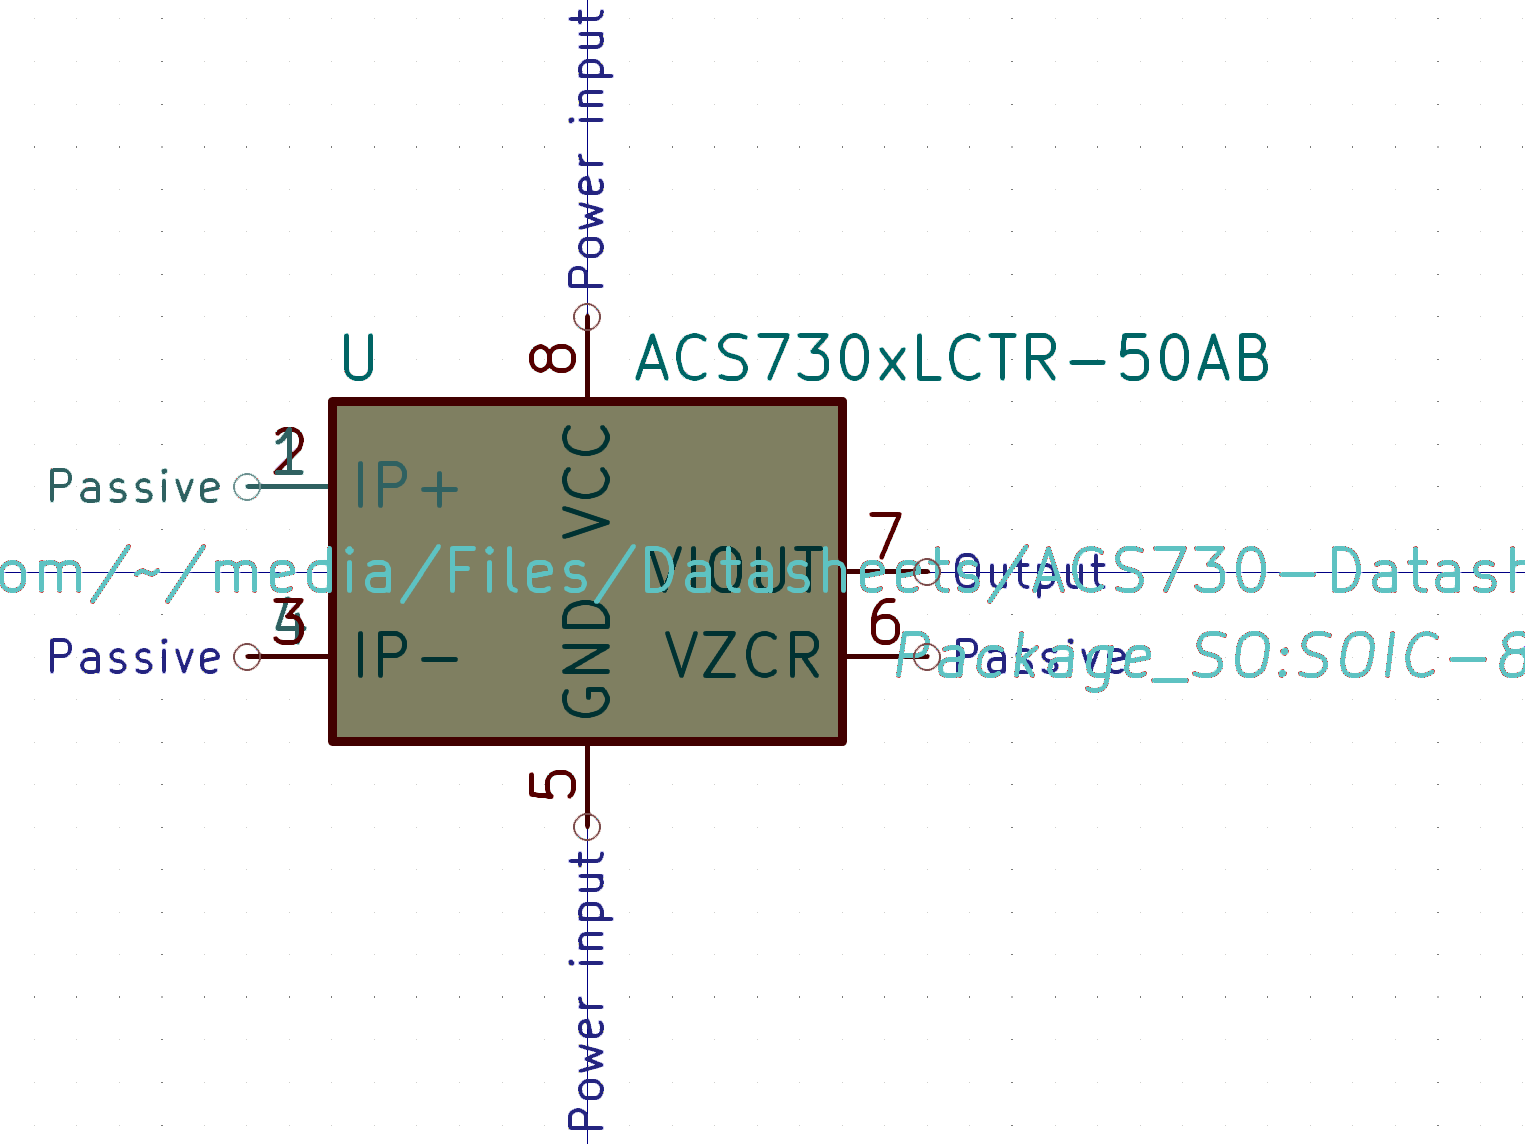 Power input
U
8
ACS730xLCTR-50AB
1
2
Passive
IP+
VCC
7
om/~/media/Files/Datasheets/ACS730-Datash
VIOUT
Output
3
4
6
Passive
IP-
GND
VZCR
Passive
Package_SO:SOIC-8
5
Power input